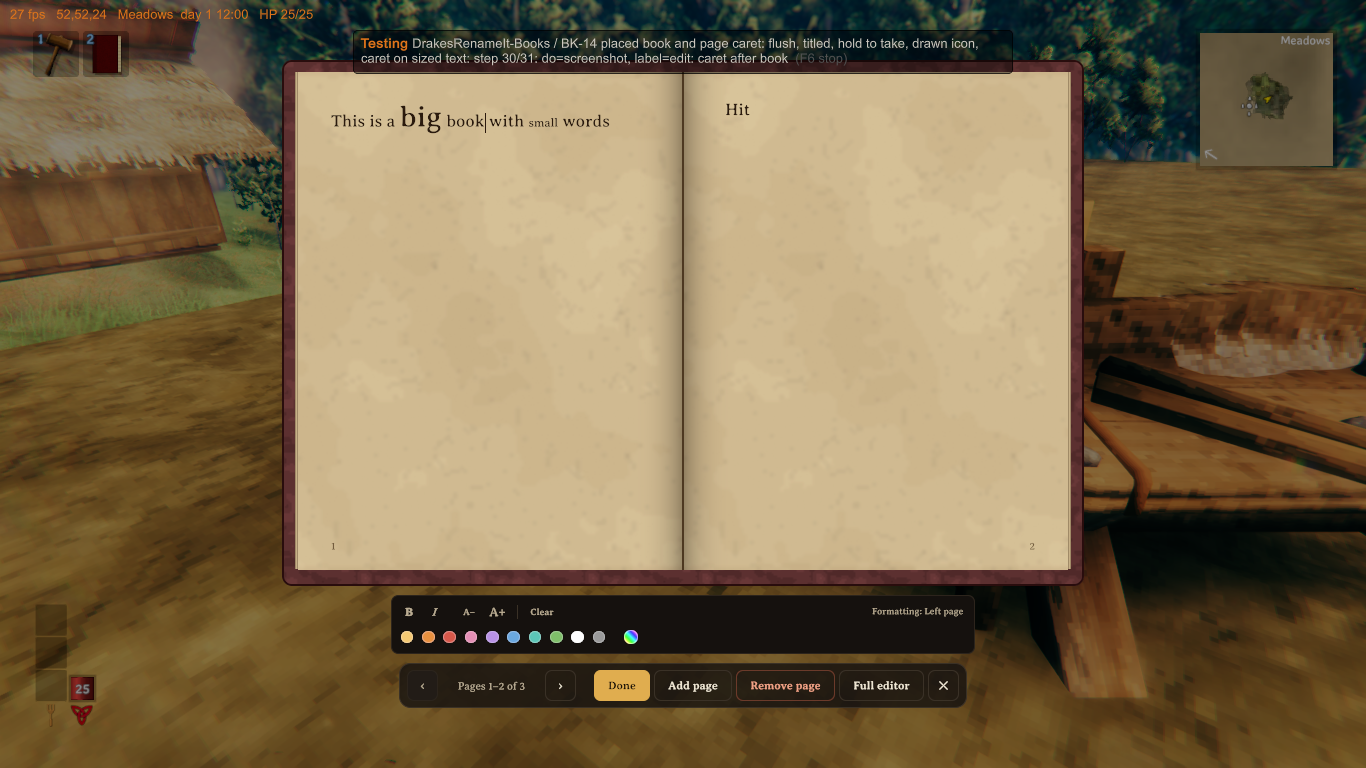 27 fps 52,52,24 Meadows day 1 12:00 HP 25/25
1 2
Testing DrakesRenameIt-Books / BK-14 placed book and page caret: flush, titled, hold to take, drawn icon,
caret on sized text: step 30/31: do=screenshot, label=edit: caret after book (F6 stop)
Meadows
This is a big book with small words
1
Hit
2
B I A− A+ Clear Formatting: Left page
‹ Pages 1–2 of 3 › Done Add page Remove page Full editor ✕
25